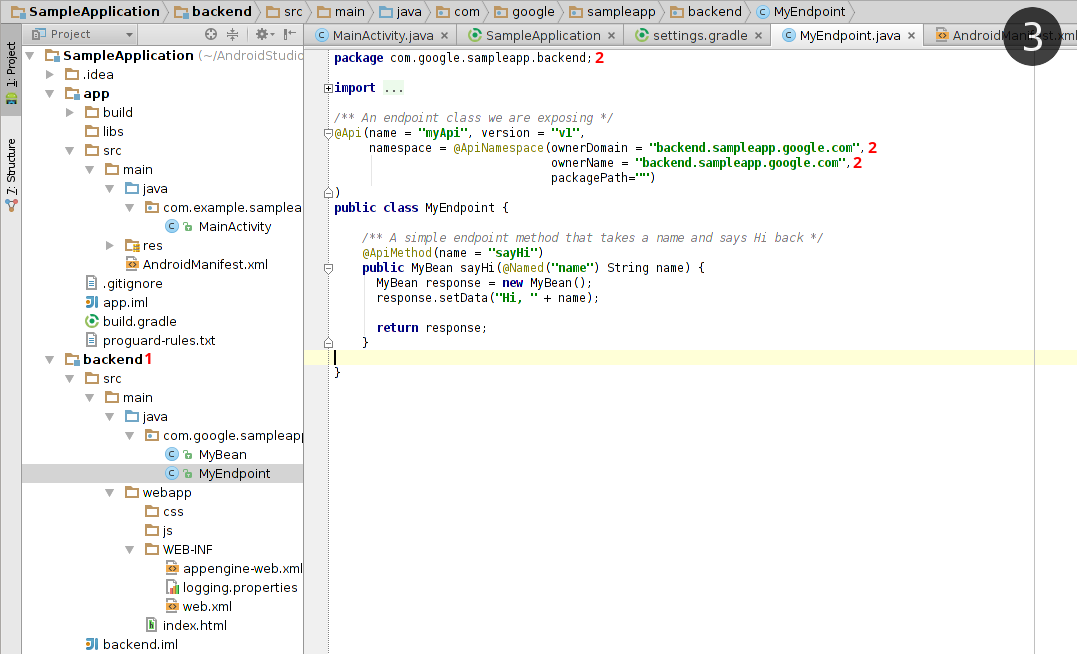 SampleApplication backend src main java com google sampleapp backend MyEndpoint
Project
MainActivity.java × SampleApplication × settings.gradle × MyEndpoint.java ×
3
1: Project
7: Structure
SampleApplication (~/AndroidStudio
.idea
app
build
libs
src
main
java
com.example.samplea
MainActivity
res
AndroidManifest.xml
.gitignore
app.iml
build.gradle
proguard-rules.txt
backend 1
src
main
java
com.google.sampleapp
MyBean
MyEndpoint
webapp
css
js
WEB-INF
appengine-web.xml
logging.properties
web.xml
index.html
backend.iml
package com.google.sampleapp.backend; 2
import ...
/** An endpoint class we are exposing */
@Api(name = "myApi", version = "v1",
namespace = @ApiNamespace(ownerDomain = "backend.sampleapp.google.com", 2
ownerName = "backend.sampleapp.google.com", 2
packagePath="")
)
public class MyEndpoint {
/** A simple endpoint method that takes a name and says Hi back */
@ApiMethod(name = "sayHi")
public MyBean sayHi(@Named("name") String name) {
MyBean response = new MyBean();
response.setData("Hi, " + name);
return response;
}
}